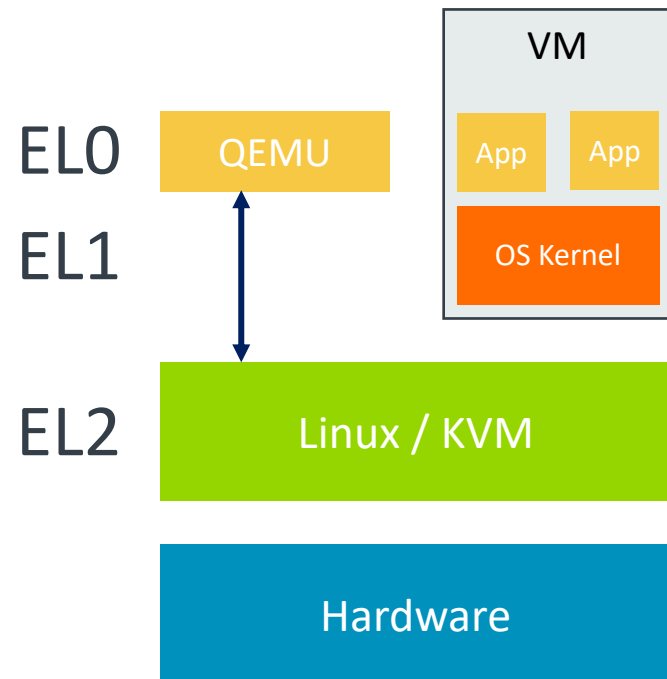 VM
EL0
QEMU
App
App
EL1
OS Kernel
EL2
Linux / KVM
Hardware